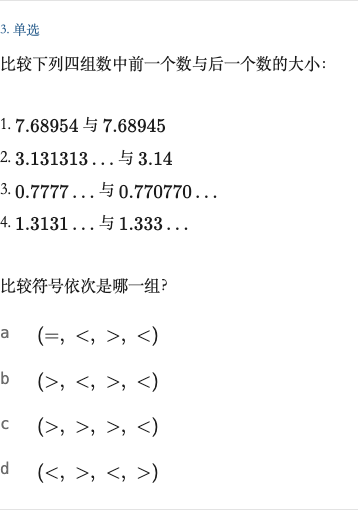 3. 单选
比较下列四组数中前一个数与后一个数的大小：
1. 7.68954 与 7.68945
2. 3.131313... 与 3.14
3. 0.7777... 与 0.770770...
4. 1.3131... 与 1.333...
比较符号依次是哪一组？
a (=, <, >, <)
b (>, <, >, <)
c (>, >, >, <)
d (<, >, <, >)